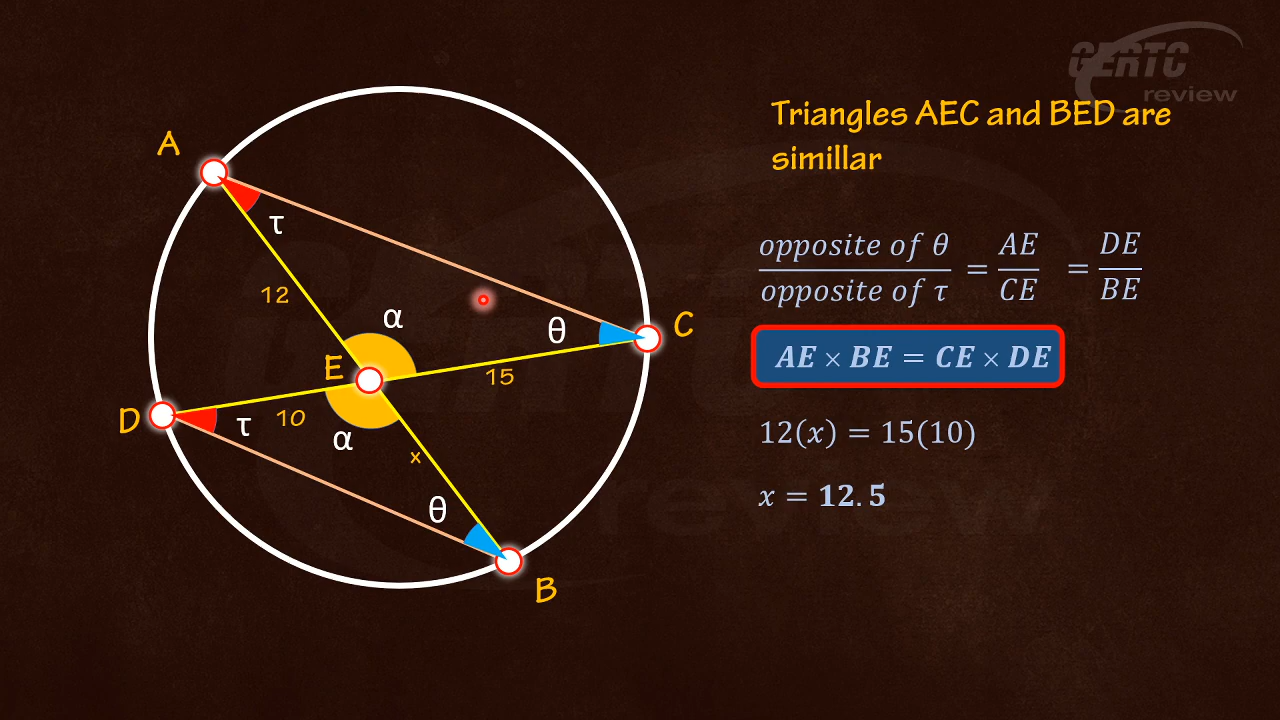 GERTC
review
Triangles AEC and BED are
simillar
A
τ
12
α
θ
C
E
15
D
τ
10
α
x
θ
B
opposite of θ / opposite of τ = AE / CE = DE / BE
AE × BE = CE × DE
12(x) = 15(10)
x = 12.5